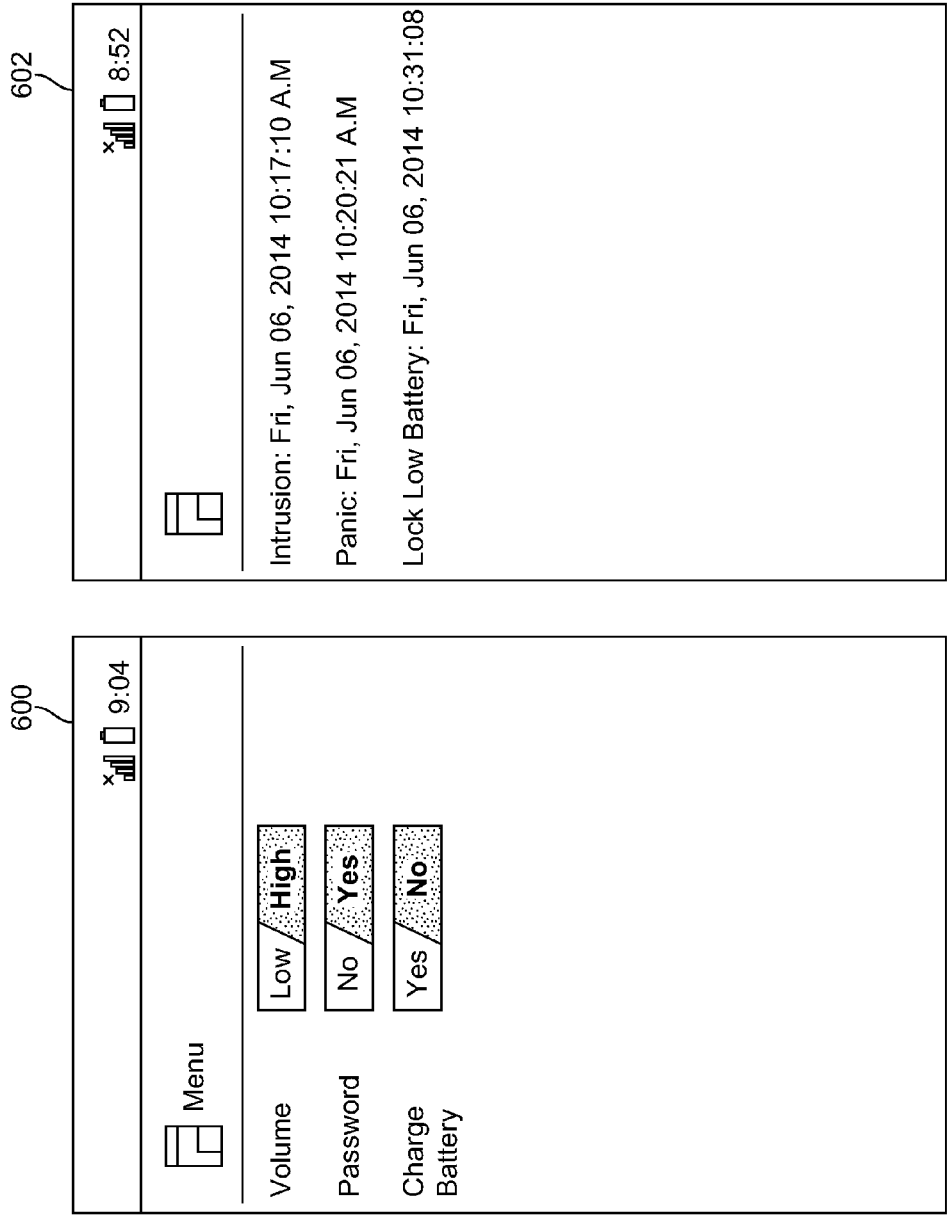 600
9:04
Menu
Volume Low High
Password No Yes
Charge Battery Yes No
602
8:52
Intrusion: Fri, Jun 06, 2014 10:17:10 A.M
Panic: Fri, Jun 06, 2014 10:20:21 A.M
Lock Low Battery: Fri, Jun 06, 2014 10:31:08